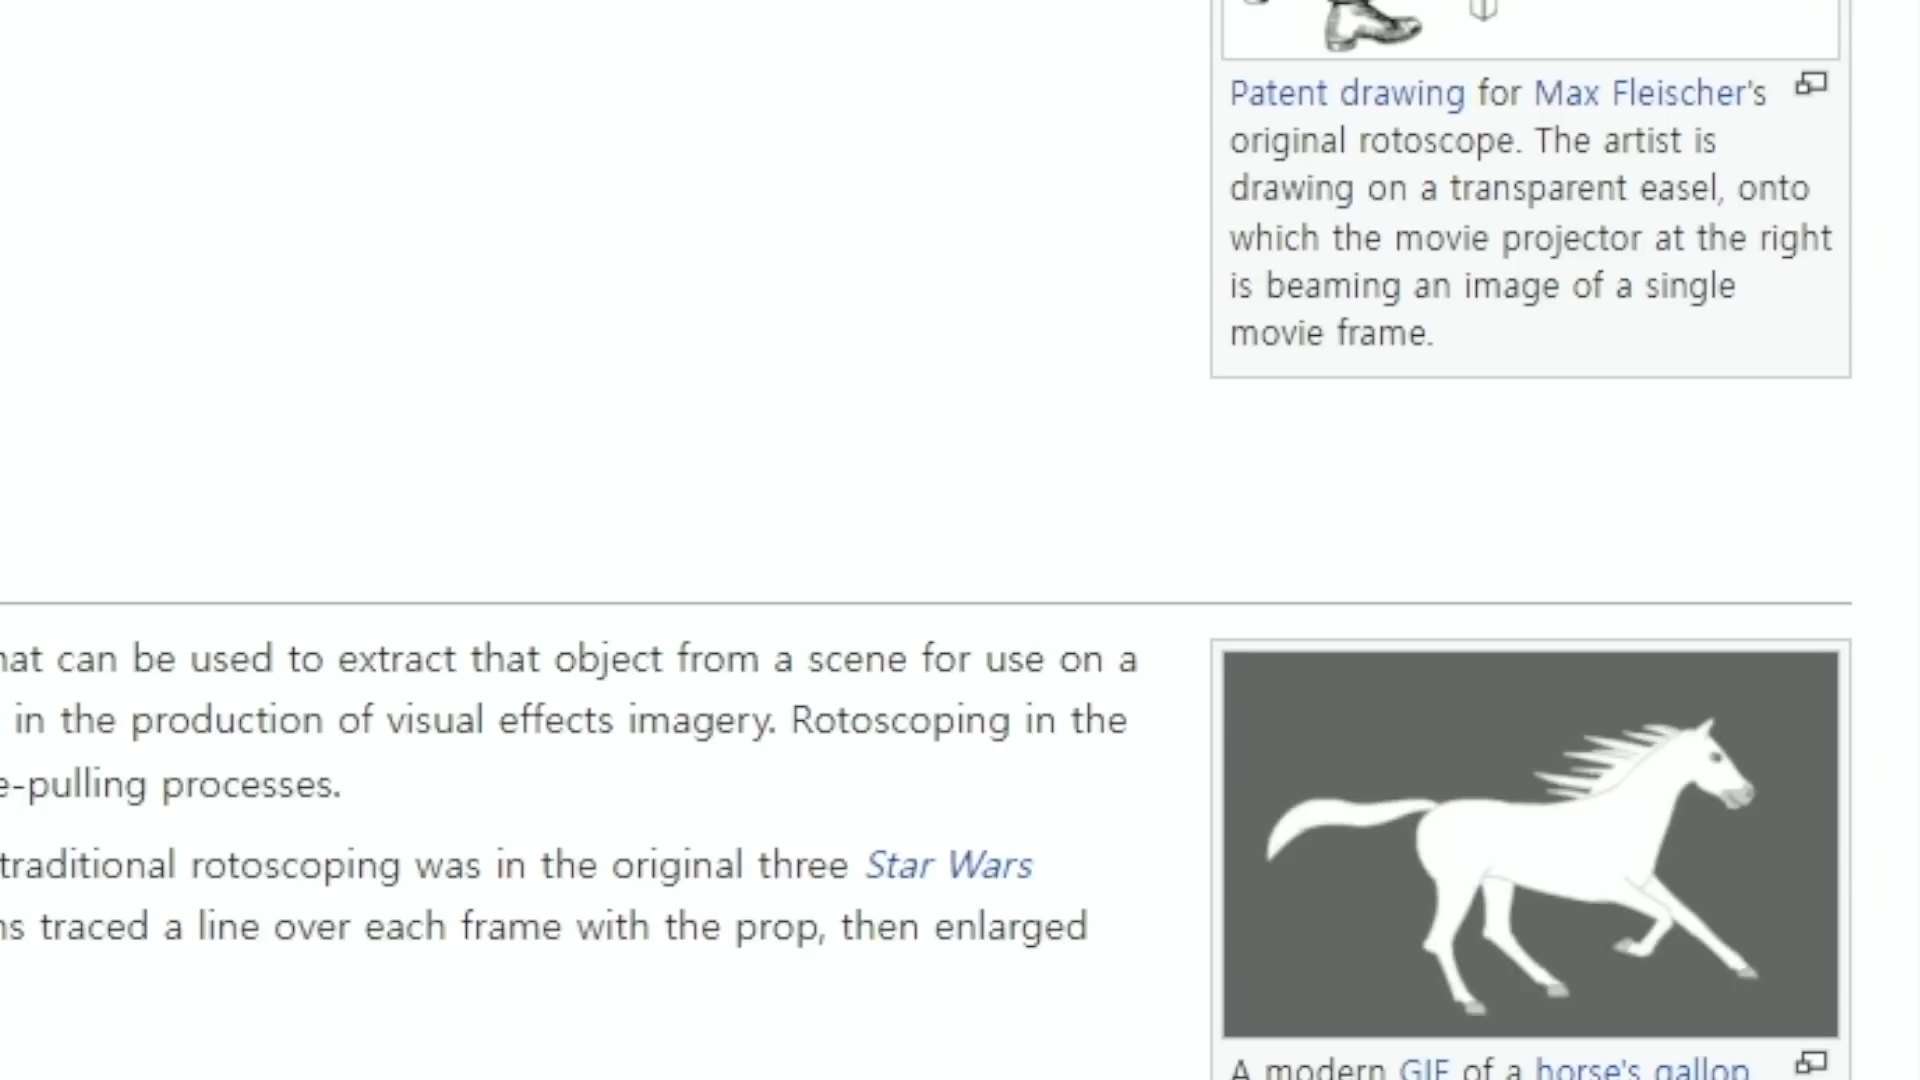 Patent drawing for Max Fleischer's
original rotoscope. The artist is
drawing on a transparent easel, onto
which the movie projector at the right
is beaming an image of a single
movie frame.
can be used to extract that object from a scene for use on a
in the production of visual effects imagery. Rotoscoping in the
-pulling processes.
traditional rotoscoping was in the original three Star Wars
traced a line over each frame with the prop, then enlarged
A modern GIF of a horse's gallop